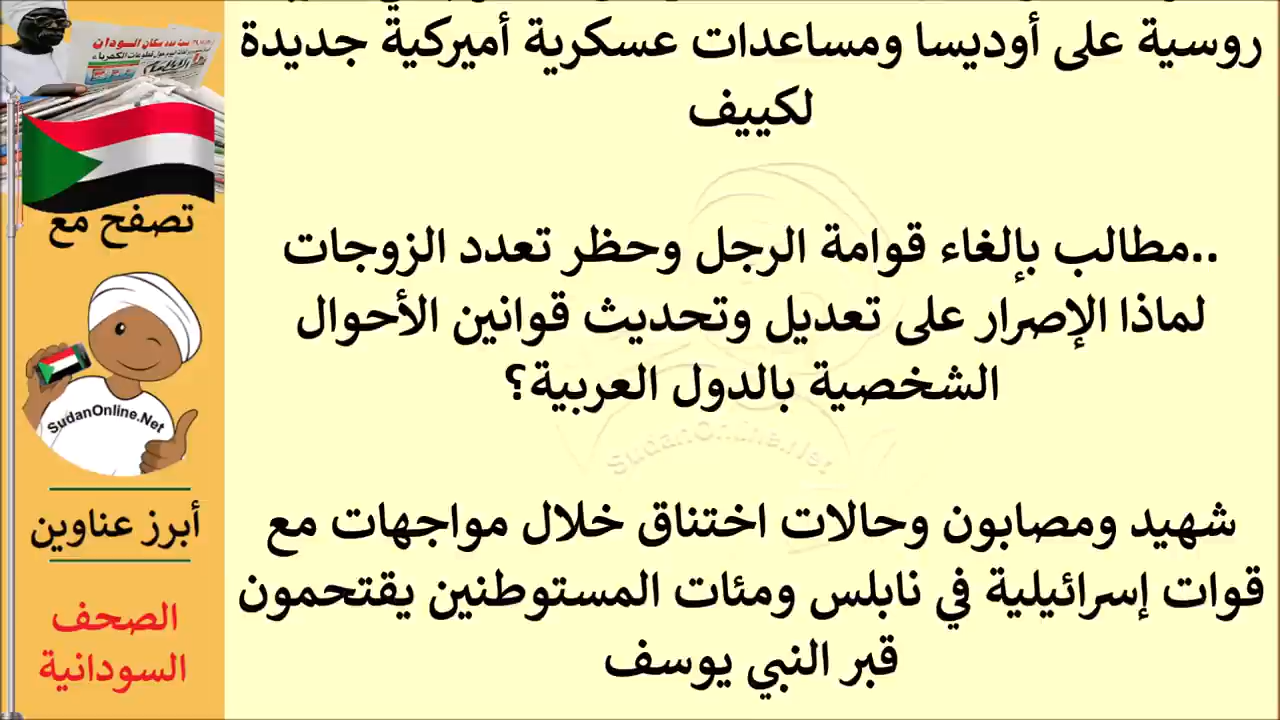 روسية على أوديسا ومساعدات عسكرية أميركية جديدة
لكييف
..مطالب بإلغاء قوامة الرجل وحظر تعدد الزوجات
لماذا الإصرار على تعديل وتحديث قوانين الأحوال
الشخصية بالدول العربية؟
شهيد ومصابون وحالات اختناق خلال مواجهات مع
قوات إسرائيلية في نابلس ومئات المستوطنين يقتحمون
قبر النبي يوسف
تصفح مع
SudanOnline.Net
أبرز عناوين
الصحف
السودانية
SudanOnline.Net